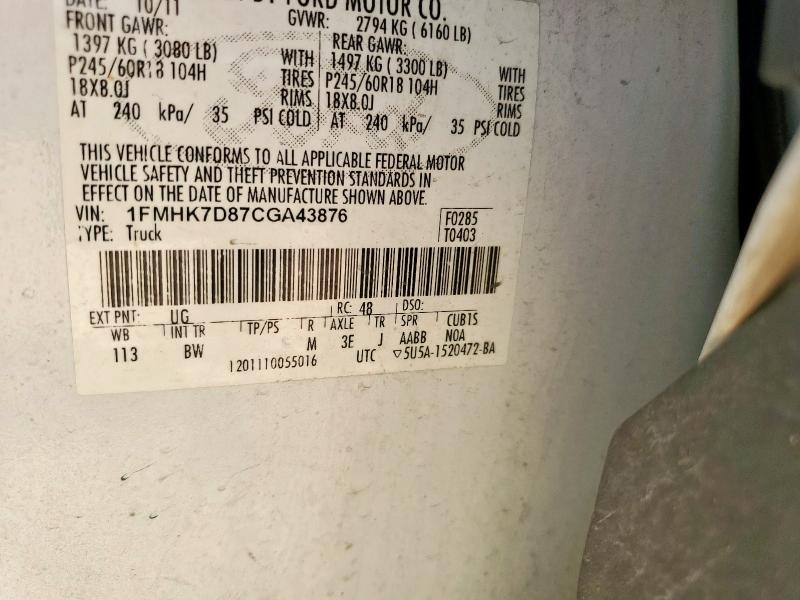 DATE: 10/11
FORD MOTOR CO.
FRONT GAWR:
GVWR: 2794 KG ( 6160 LB)
1397 KG ( 3080 LB)
P245/60R18 104H
18X8.0J
WITH
TIRES
RIMS
AT 240 kPa/ 35 PSI COLD
REAR GAWR:
1497 KG ( 3300 LB)
P245/60R18 104H
18X8.0J
WITH
TIRES
RIMS
AT 240 kPa/ 35 PSI COLD
THIS VEHICLE CONFORMS TO ALL APPLICABLE FEDERAL MOTOR
VEHICLE SAFETY AND THEFT PREVENTION STANDARDS IN
EFFECT ON THE DATE OF MANUFACTURE SHOWN ABOVE.
VIN: 1FMHK7D87CGA43876
TYPE: Truck
F0285
T0403
EXT PNT: UG RC: 48 DSO:
WB INT TR TP/PS R AXLE TR SPR CUB1S
113 BW M 3E J AABB N0A
1201110055016 UTC ▽5U5A-1520472-BA